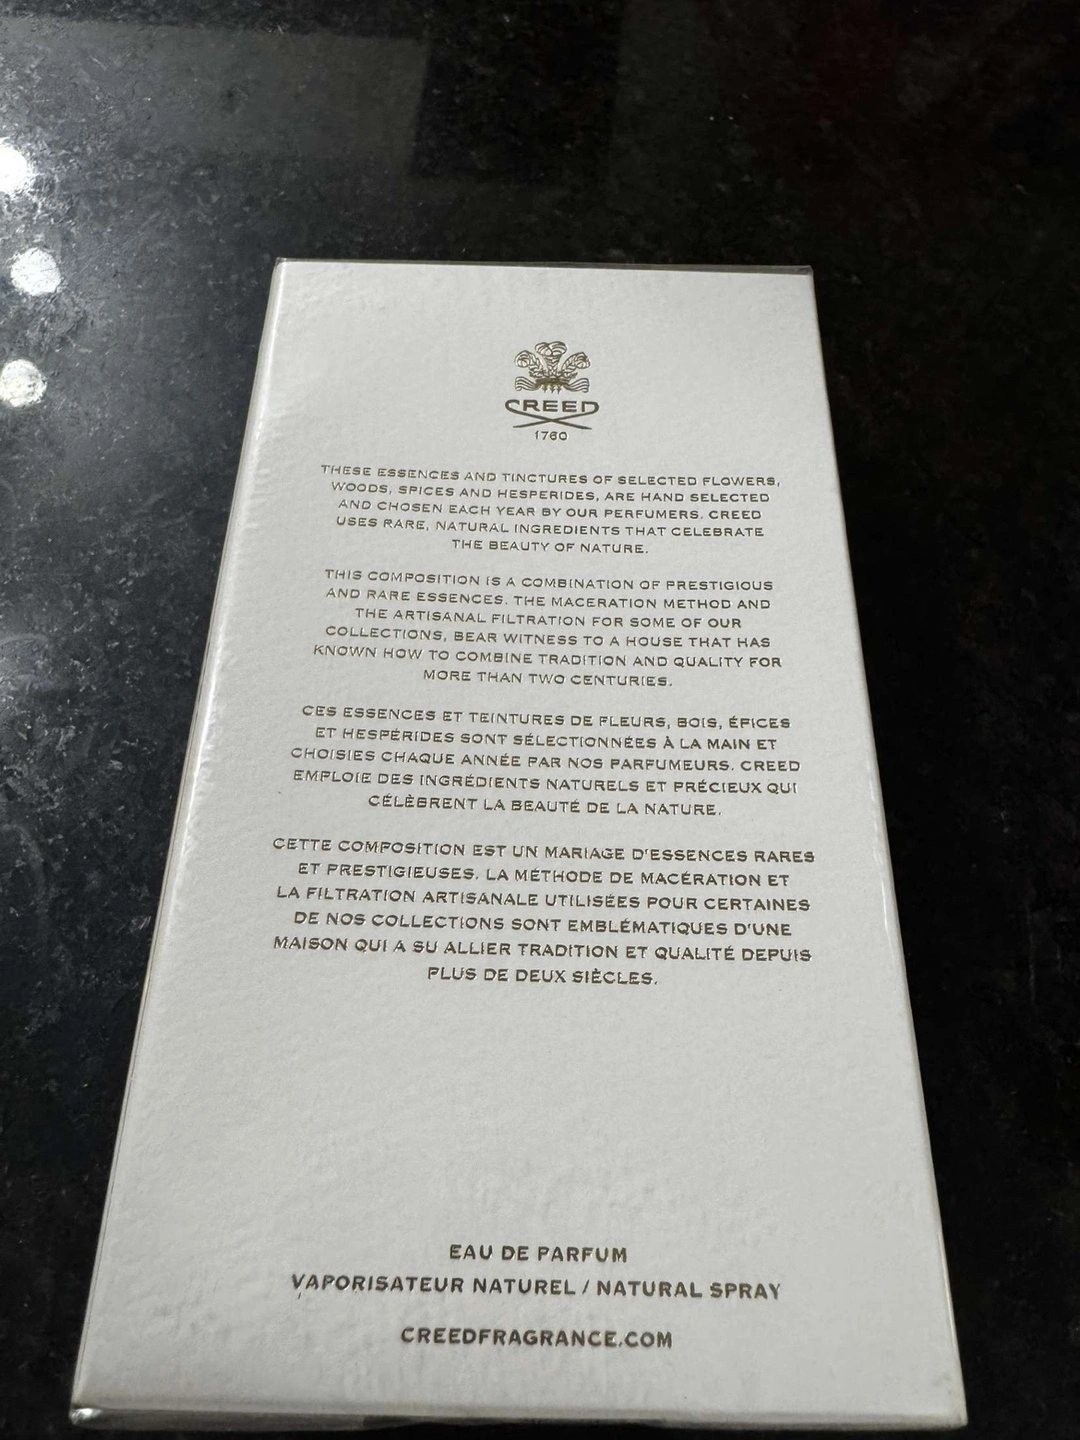 CREED
1760
THESE ESSENCES AND TINCTURES OF SELECTED FLOWERS,
WOODS, SPICES AND HESPERIDES, ARE HAND SELECTED
AND CHOSEN EACH YEAR BY OUR PERFUMERS. CREED
USES RARE, NATURAL INGREDIENTS THAT CELEBRATE
THE BEAUTY OF NATURE.
THIS COMPOSITION IS A COMBINATION OF PRESTIGIOUS
AND RARE ESSENCES. THE MACERATION METHOD AND
THE ARTISANAL FILTRATION FOR SOME OF OUR
COLLECTIONS, BEAR WITNESS TO A HOUSE THAT HAS
KNOWN HOW TO COMBINE TRADITION AND QUALITY FOR
MORE THAN TWO CENTURIES.
CES ESSENCES ET TEINTURES DE FLEURS, BOIS, ÉPICES
ET HESPÉRIDES SONT SÉLECTIONNÉES À LA MAIN ET
CHOISIES CHAQUE ANNÉE PAR NOS PARFUMEURS. CREED
EMPLOIE DES INGRÉDIENTS NATURELS ET PRÉCIEUX QUI
CÉLÈBRENT LA BEAUTÉ DE LA NATURE.
CETTE COMPOSITION EST UN MARIAGE D'ESSENCES RARES
ET PRESTIGIEUSES. LA MÉTHODE DE MACÉRATION ET
LA FILTRATION ARTISANALE UTILISÉES POUR CERTAINES
DE NOS COLLECTIONS SONT EMBLÉMATIQUES D'UNE
MAISON QUI A SU ALLIER TRADITION ET QUALITÉ DEPUIS
PLUS DE DEUX SIÈCLES.
EAU DE PARFUM
VAPORISATEUR NATUREL / NATURAL SPRAY
CREEDFRAGRANCE.COM